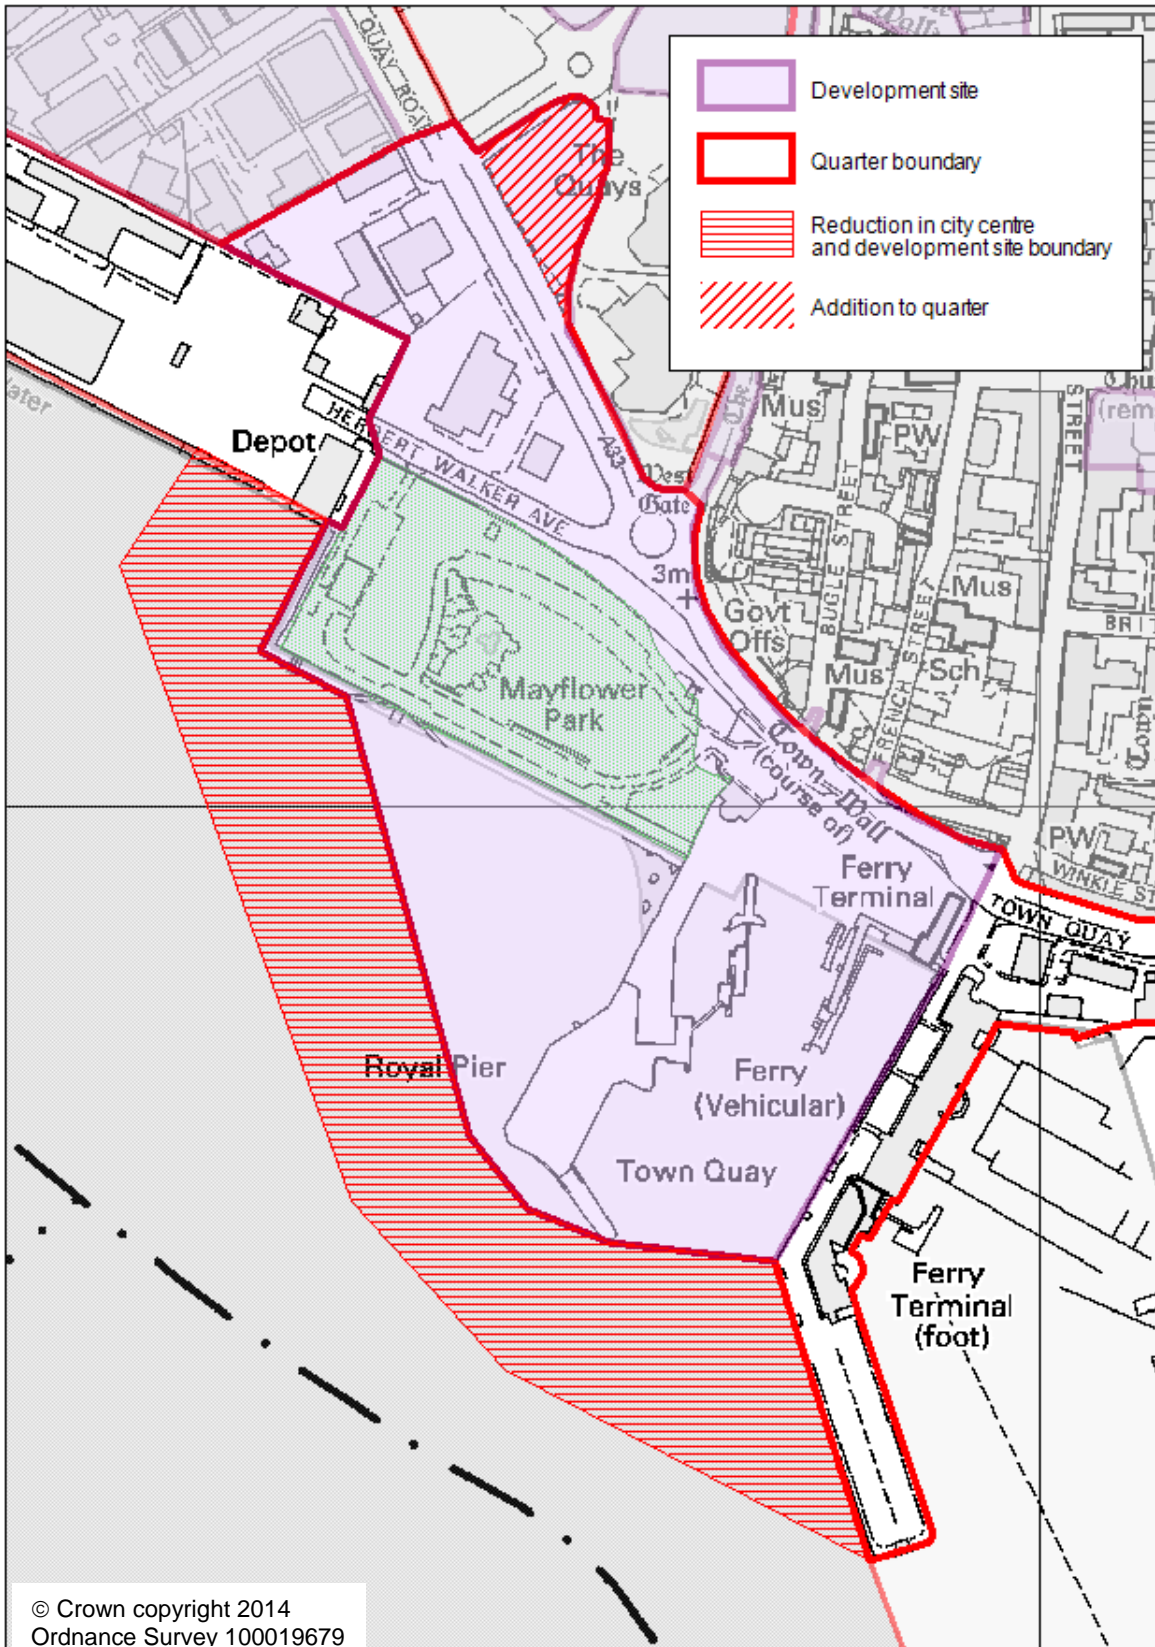 Development site
Quarter boundary
Reduction in city centre
and development site boundary
Addition to quarter
QUAY ROAD
The
Quays
Depot
HERBERT WALKER AVE
A33
West
Gate
3m
Mus
PW
STREET
(rem
BUGLE STREET
FRENCH STREET
Govt
Offs
Mus
Mus
Sch
BRIT
Mayflower
Park
Town Wall
(course of)
Town
PW
WINKLE ST
TOWN QUAY
Ferry
Terminal
Royal Pier
Ferry
(Vehicular)
Town Quay
Ferry
Terminal
(foot)
© Crown copyright 2014
Ordnance Survey 100019679